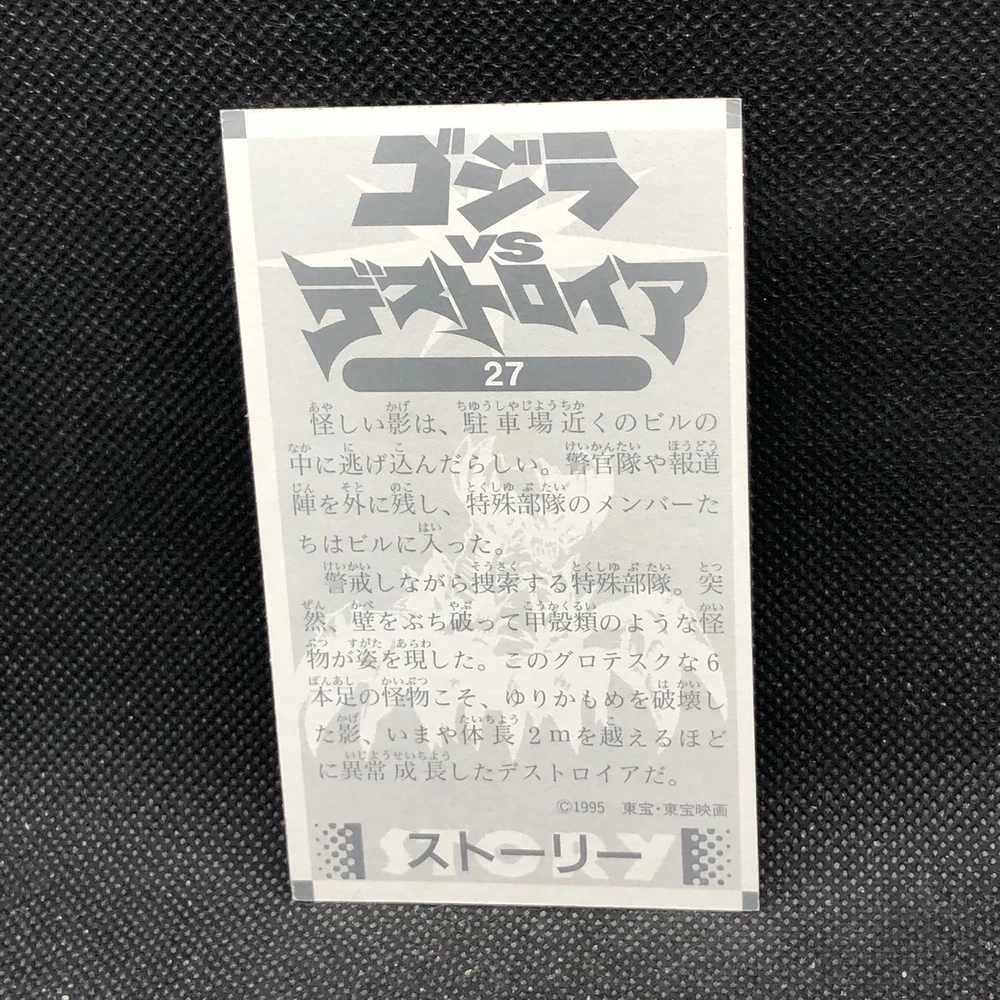 ゴジラ
VS
デストロイア
27
怪しい影は、駐車場近くのビルの
中に逃げ込んだらしい。警官隊や報道
陣を外に残し、特殊部隊のメンバーた
ちはビルに入った。
警戒しながら捜索する特殊部隊。突
然、壁をぶち破って甲殻類のような怪
物が姿を現した。このグロテスクな6
本足の怪物こそ、ゆりかもめを破壊し
た影、いまや体長2mを越えるほど
に異常成長したデストロイアだ。
©1995 東宝・東宝映画
STORY
ストーリー